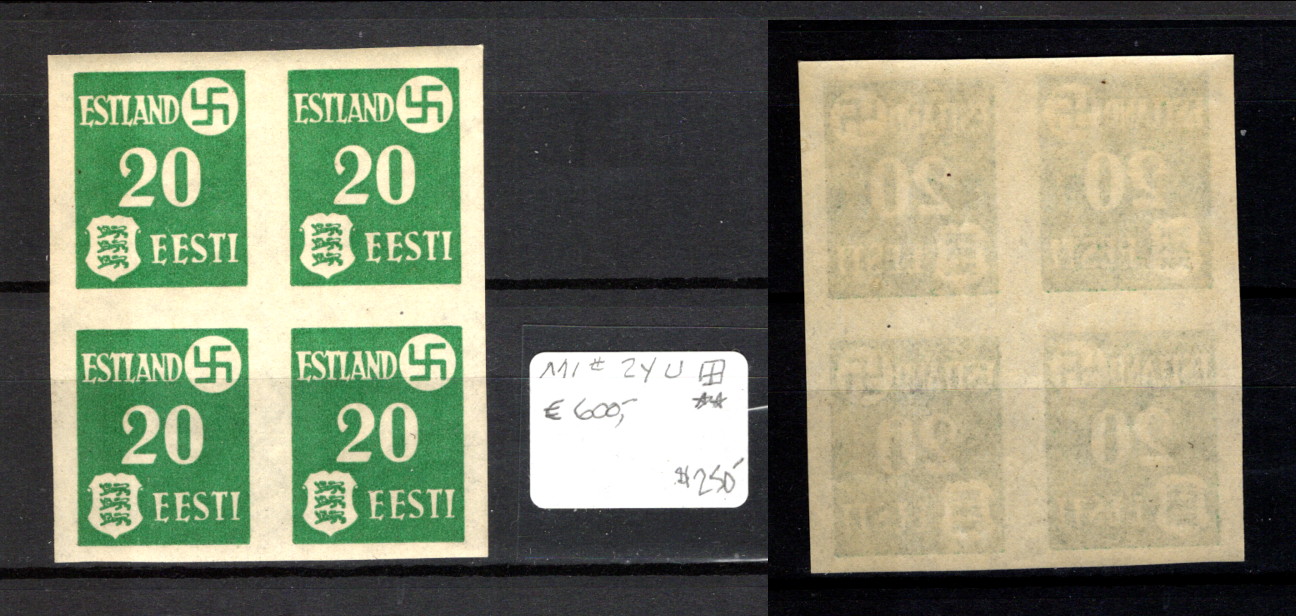 ESTLAND
20
EESTI
ESTLAND
20
EESTI
ESTLAND
20
EESTI
ESTLAND
20
EESTI
MI # 2YU
€ 600,- **
$250